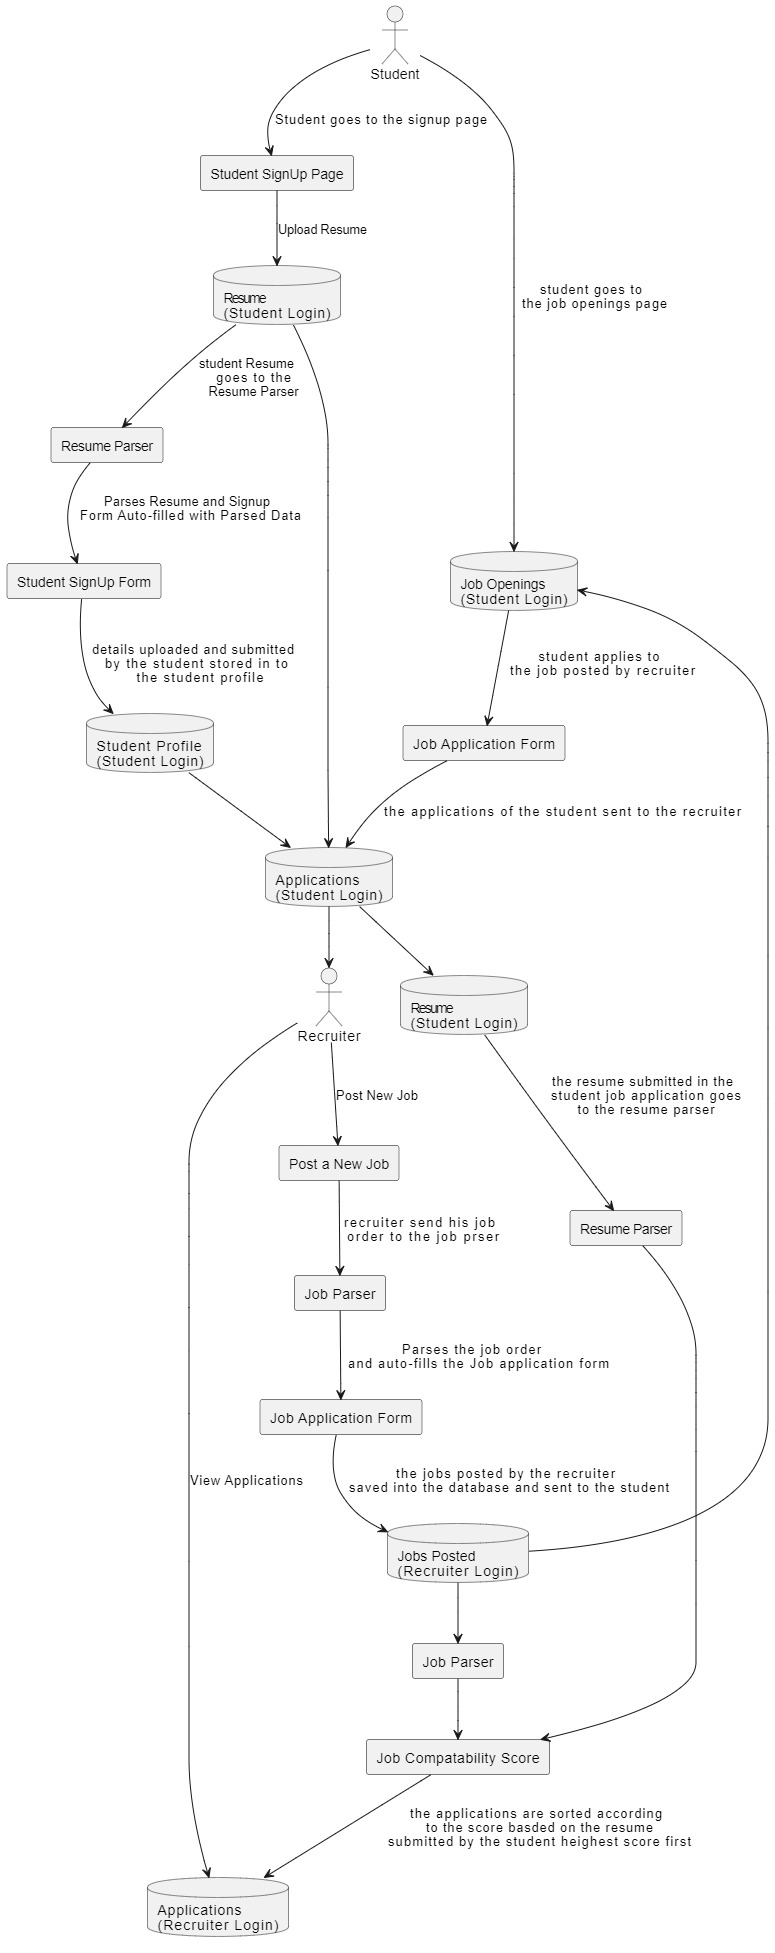 Student
Student goes to the signup page
Student SignUp Page
Upload Resume
student goes to
the job openings page
Resume
(Student Login)
student Resume
goes to the
Resume Parser
Resume Parser
Parses Resume and Signup
Form Auto-filled with Parsed Data
Student SignUp Form
Job Openings
(Student Login)
details uploaded and submitted
by the student stored in to
the student profile
student applies to
the job posted by recruiter
Student Profile
(Student Login)
Job Application Form
the applications of the student sent to the recruiter
Applications
(Student Login)
Recruiter
Resume
(Student Login)
Post New Job
the resume submitted in the
student job application goes
to the resume parser
Post a New Job
recruiter send his job
order to the job prser
Resume Parser
Job Parser
Parses the job order
and auto-fills the Job application form
Job Application Form
View Applications
the jobs posted by the recruiter
saved into the database and sent to the student
Jobs Posted
(Recruiter Login)
Job Parser
Job Compatability Score
the applications are sorted according
to the score basded on the resume
submitted by the student heighest score first
Applications
(Recruiter Login)